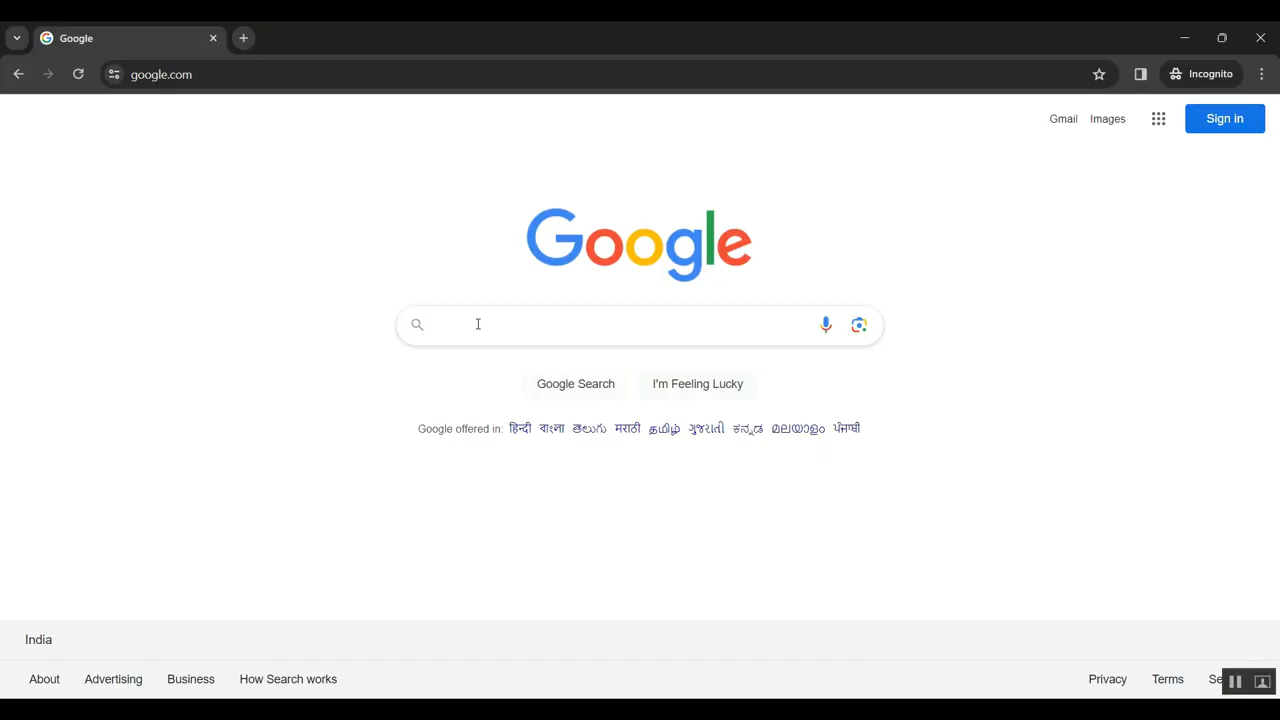 Google
google.com
Incognito
Gmail Images Sign in
Google
Google Search I'm Feeling Lucky
Google offered in: हिन्दी বাংলা తెలుగు मराठी தமிழ் ગુજરાતી ಕನ್ನಡ മലയാളം ਪੰਜਾਬੀ
India
About Advertising Business How Search works Privacy Terms Se